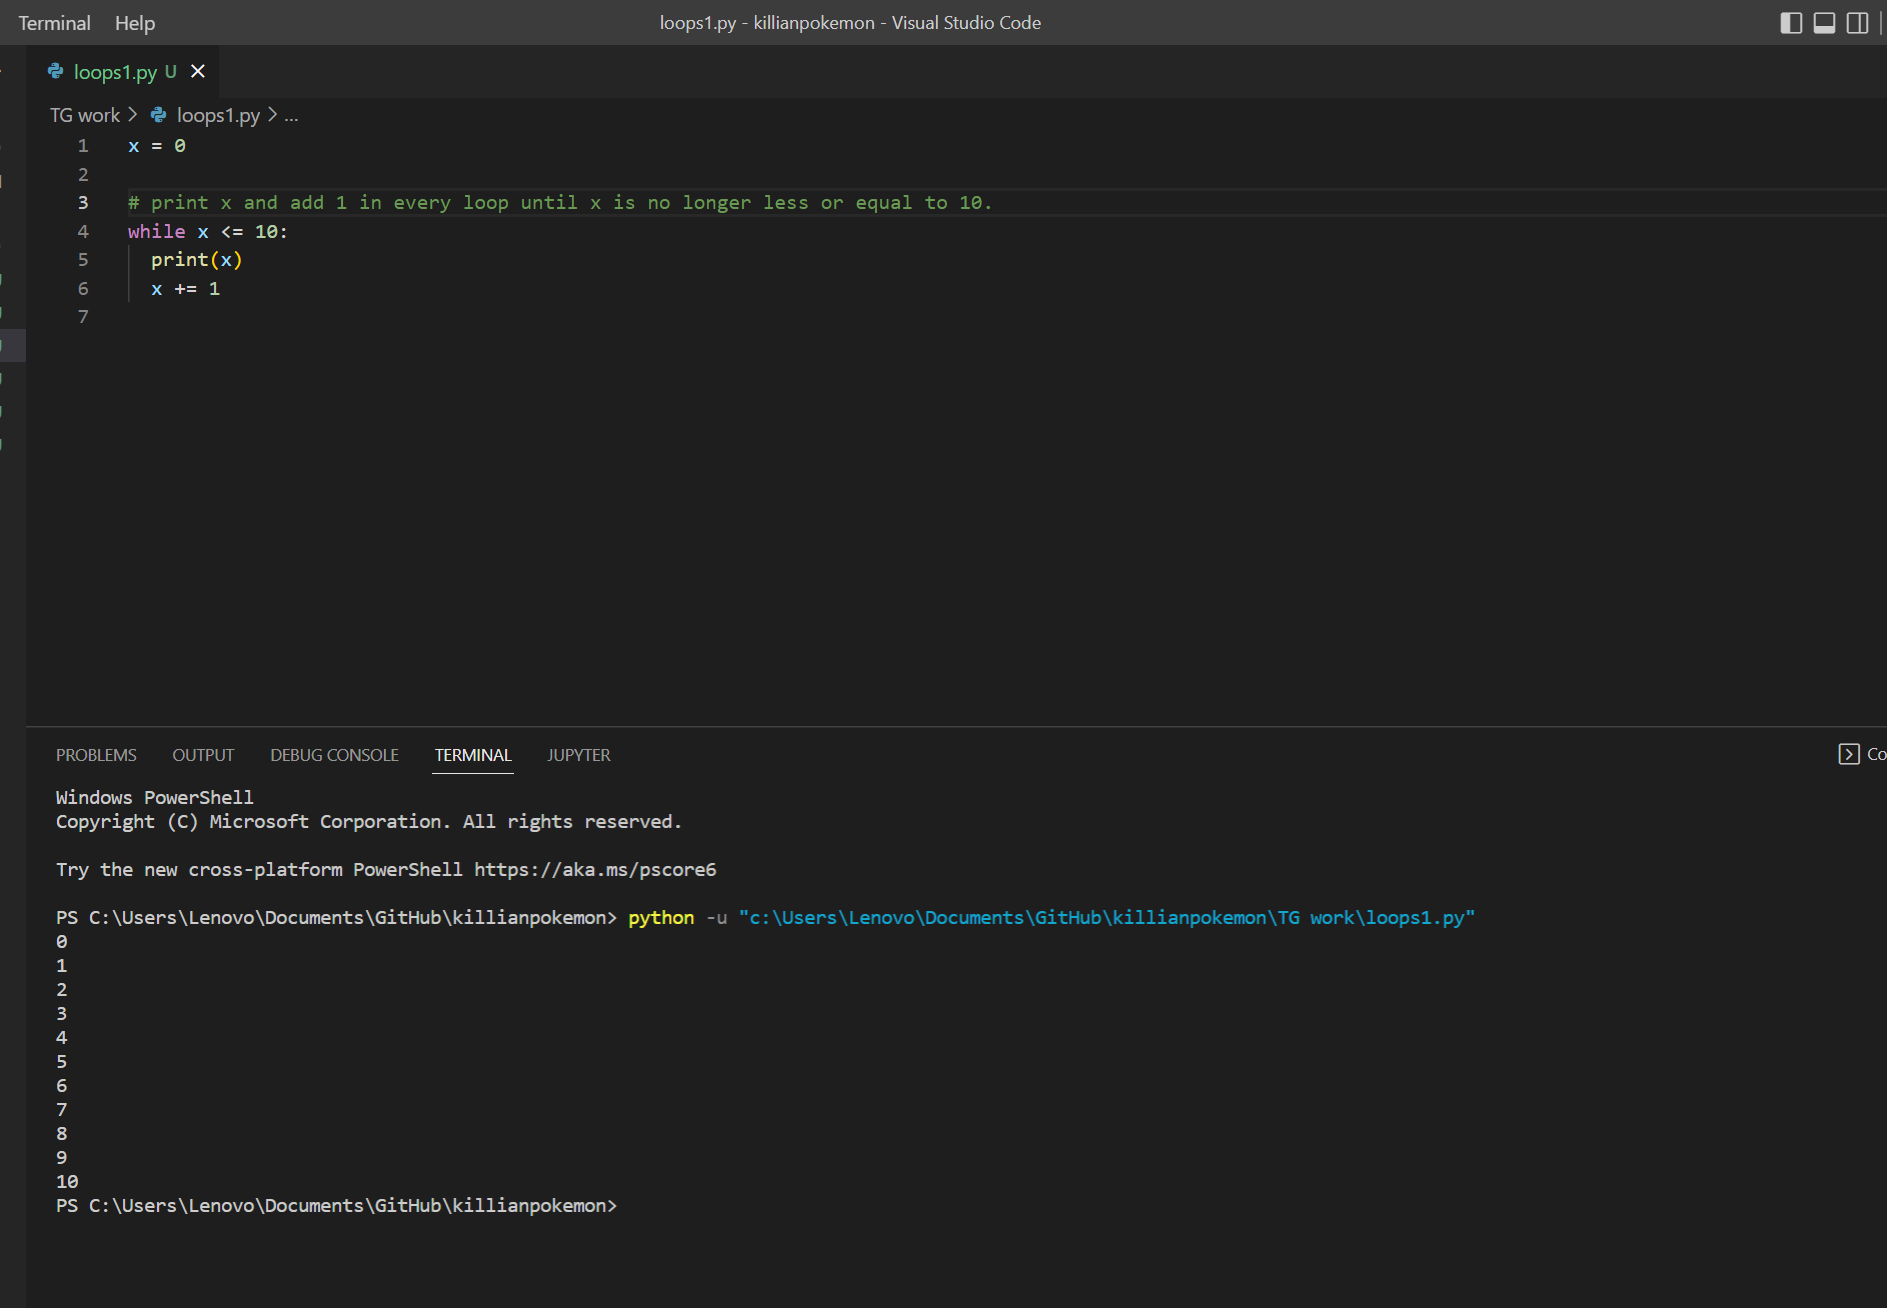 Terminal Help loops1.py - killianpokemon - Visual Studio Code
loops1.py U
TG work > loops1.py > ...
1 x = 0
2
3 # print x and add 1 in every loop until x is no longer less or equal to 10.
4 while x <= 10:
5   print(x)
6   x += 1
7
PROBLEMS OUTPUT DEBUG CONSOLE TERMINAL JUPYTER
Windows PowerShell
Copyright (C) Microsoft Corporation. All rights reserved.
Try the new cross-platform PowerShell https://aka.ms/pscore6
PS C:\Users\Lenovo\Documents\GitHub\killianpokemon> python -u "c:\Users\Lenovo\Documents\GitHub\killianpokemon\TG work\loops1.py"
0
1
2
3
4
5
6
7
8
9
10
PS C:\Users\Lenovo\Documents\GitHub\killianpokemon>